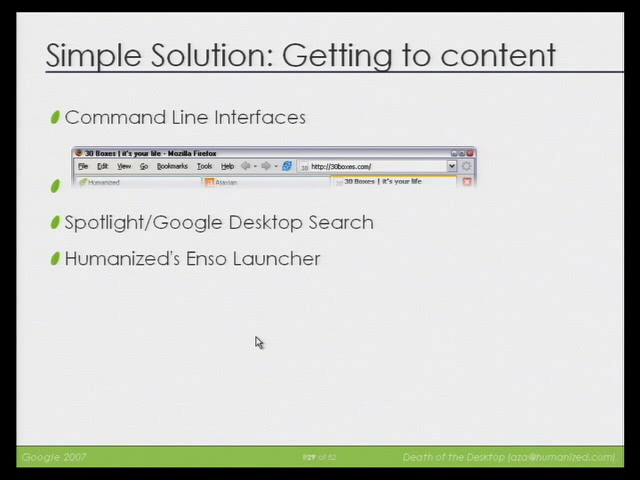 Simple Solution: Getting to content
Command Line Interfaces
30 Boxes | it's your life - Mozilla Firefox
File Edit View Go Bookmarks Tools Help http://30boxes.com/
Humanized Ataxian 30 Boxes | it's your life
Spotlight/Google Desktop Search
Humanized's Enso Launcher
Google 2007 of 52 Death of the Desktop (aza@humanized.com)